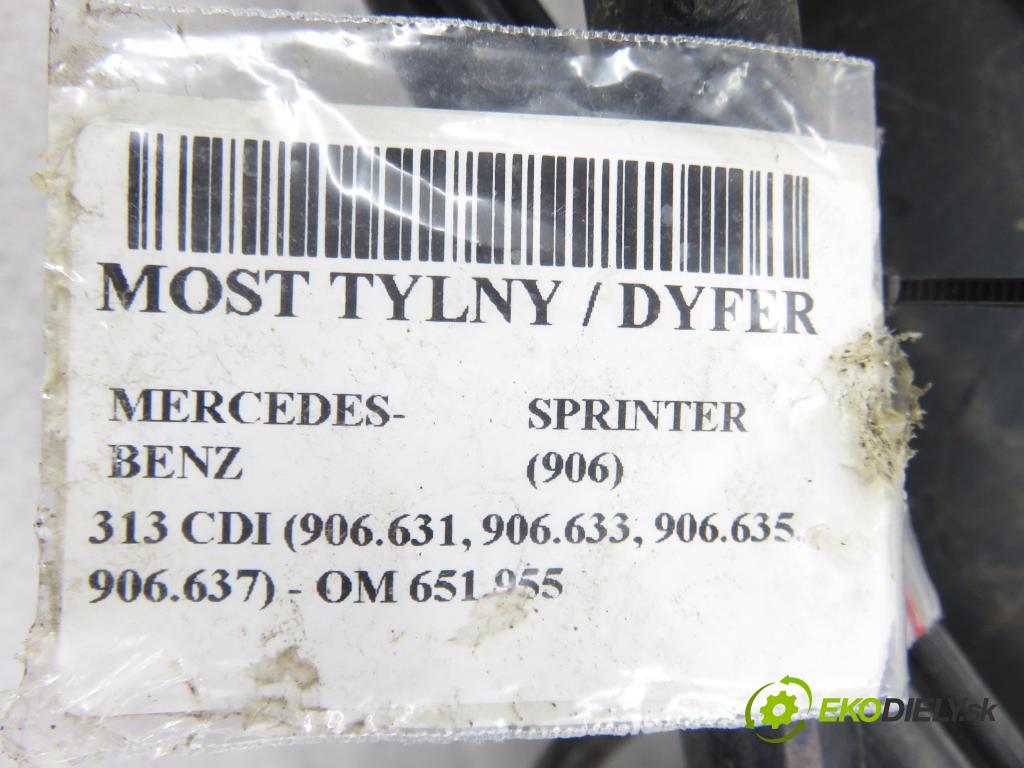 MOST TYLNY / DYFER
MERCEDES-
BENZ
SPRINTER
(906)
313 CDI (906.631, 906.633, 906.635,
906.637) - OM 651.955
EKODIELY.sk